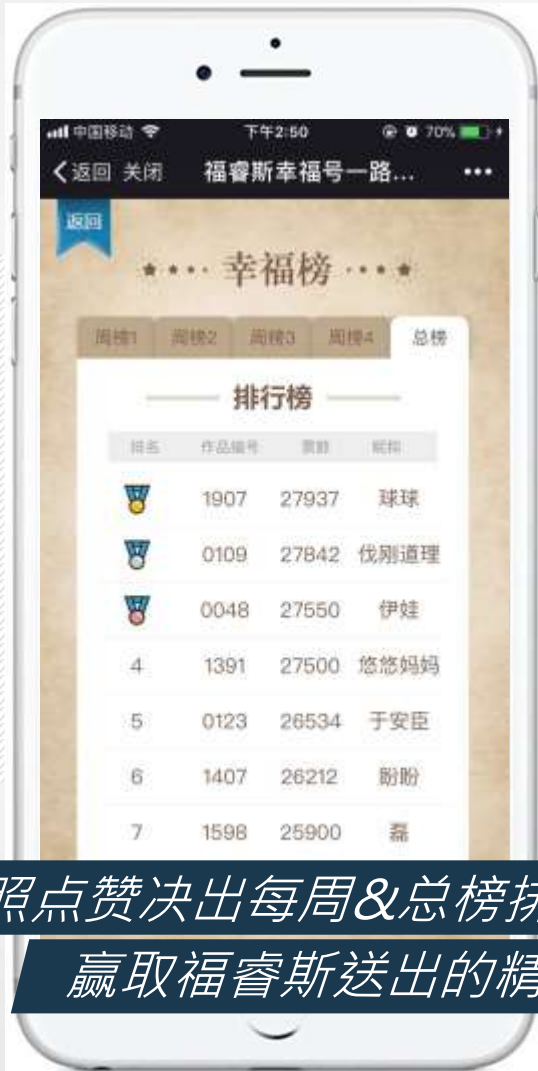 中国移动 下午2:50 70%
返回 关闭 福睿斯幸福号一路...
返回
幸福榜
周榜1 周榜2 周榜3 周榜4 总榜
排行榜
排名 作品编号 票数 昵称
1907 27937 球球
0109 27842 伐刚道理
0048 27550 伊娃
4 1391 27500 悠悠妈妈
5 0123 26534 于安臣
6 1407 26212 盼盼
7 1598 25900 磊
照点赞决出每周&总榜排
赢取福睿斯送出的精